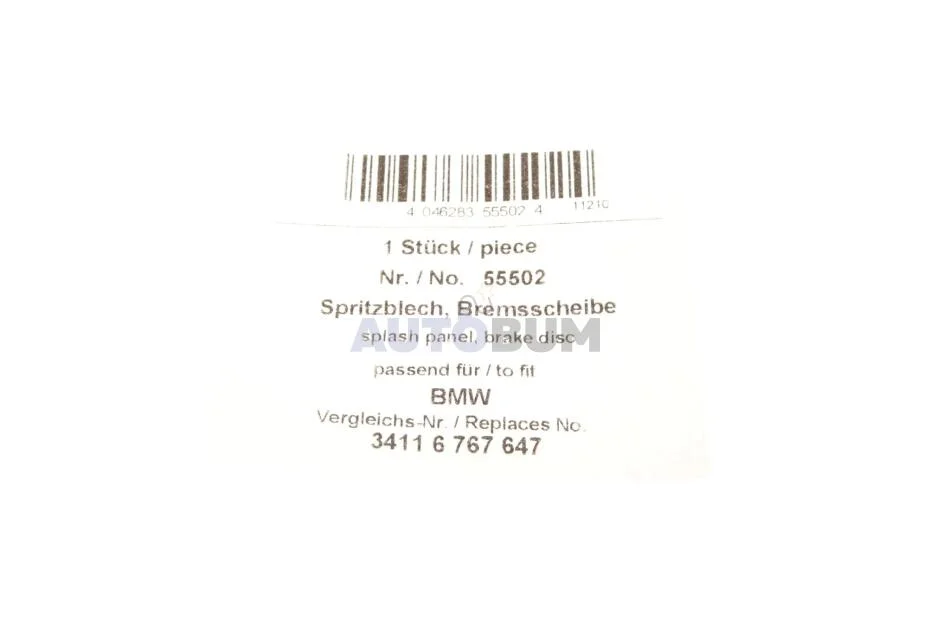 4 046283 55502 4 11210
1 Stück / piece
Nr. / No. 55502
Spritzblech, Bremsscheibe
AUTOBUM
splash panel, brake disc
passend für / to fit
BMW
Vergleichs-Nr. / Replaces No.
3411 6 767 647